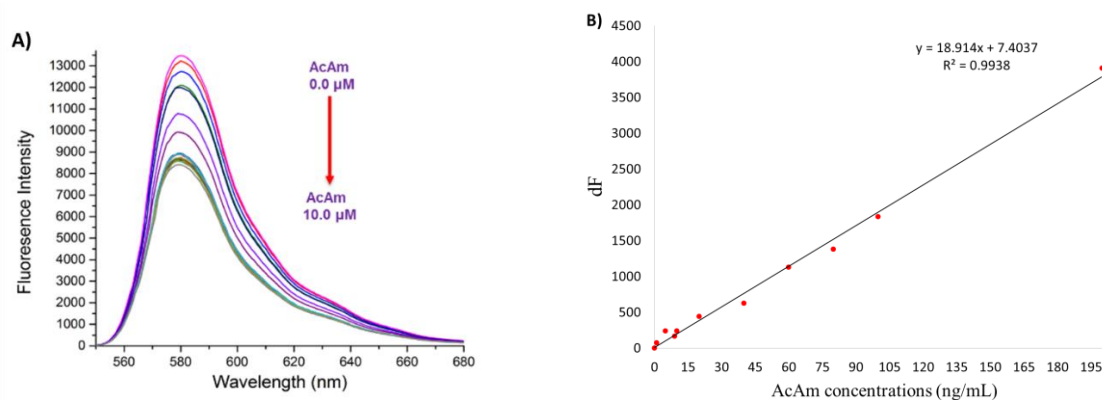 A)
13000
12000
11000
10000
9000
8000
7000
6000
5000
4000
3000
2000
1000
0
560 580 600 620 640 660 680
Fluorescence Intensity
Wavelength (nm)
AcAm
0.0 µM
AcAm
10.0 µM
B)
4500
4000
3500
3000
2500
2000
1500
1000
500
0
0 15 30 45 60 75 90 105 120 135 150 165 180 195
dF
AcAm concentrations (ng/mL)
y = 18.914x + 7.4037
R² = 0.9938